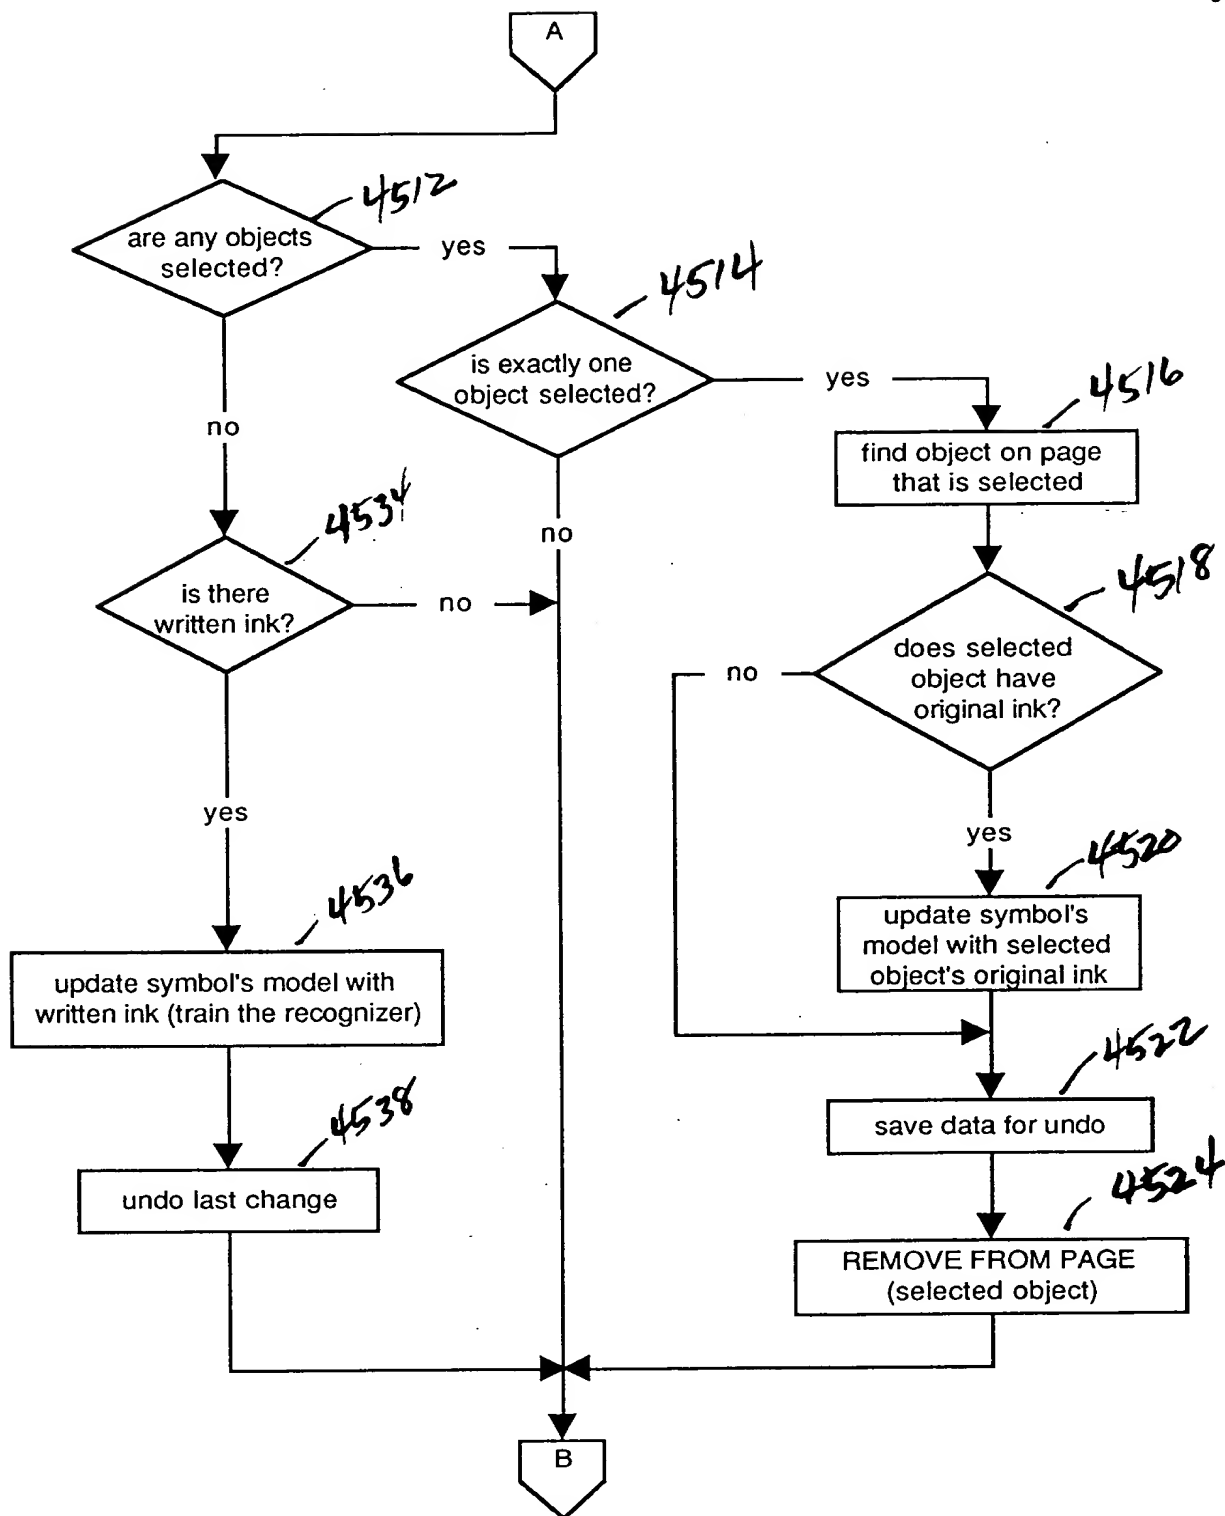 A
4512
are any objects
selected?
yes
4514
is exactly one
object selected?
yes
4516
find object on page
that is selected
no
no
4534
is there
written ink?
no
4518
does selected
object have
original ink?
no
yes
yes
4520
update symbol's
model with selected
object's original ink
4536
update symbol's model with
written ink (train the recognizer)
4522
save data for undo
4538
undo last change
4524
REMOVE FROM PAGE
(selected object)
B